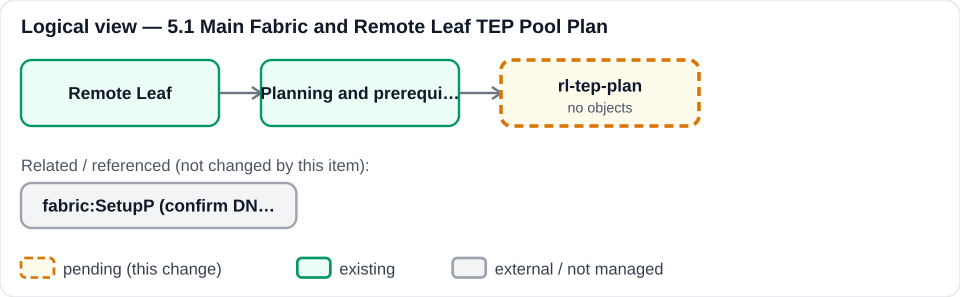 Logical view — 5.1 Main Fabric and Remote Leaf TEP Pool Plan
Remote Leaf
Planning and prerequi…
rl-tep-plan
no objects
Related / referenced (not changed by this item):
fabric:SetupP (confirm DN…
pending (this change)
existing
external / not managed